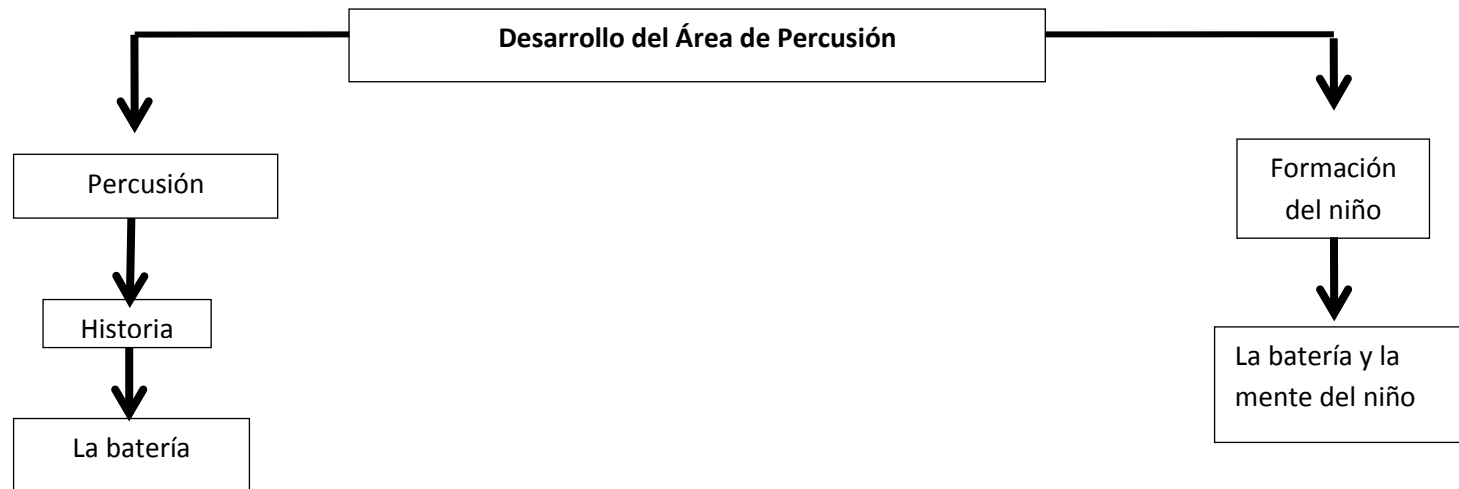 Desarrollo del Área de Percusión
Percusión
Formación
del niño
Historia
La batería y la
mente del niño
La batería